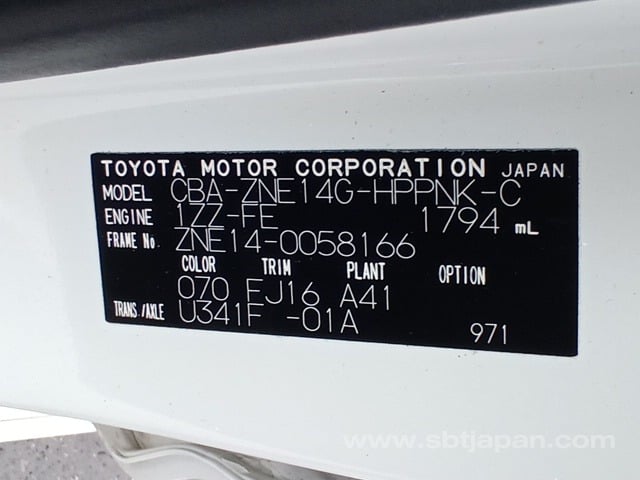 TOYOTA MOTOR CORPORATION JAPAN
MODEL CBA-ZNE14G-HPPNK-C
ENGINE 1ZZ-FE 1794 mL
FRAME No ZNE14-0058166
COLOR TRIM PLANT OPTION
070 FJ16 A41
TRANS./AXLE U341F -01A
971
www.sbtjapan.com